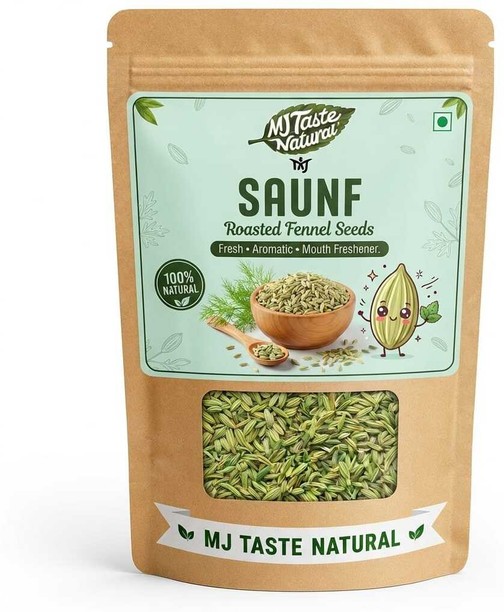 MJ Taste
Natural
MJ
SAUNF
Roasted Fennel Seeds
Fresh • Aromatic • Mouth Freshener.
100%
NATURAL
MJ TASTE NATURAL